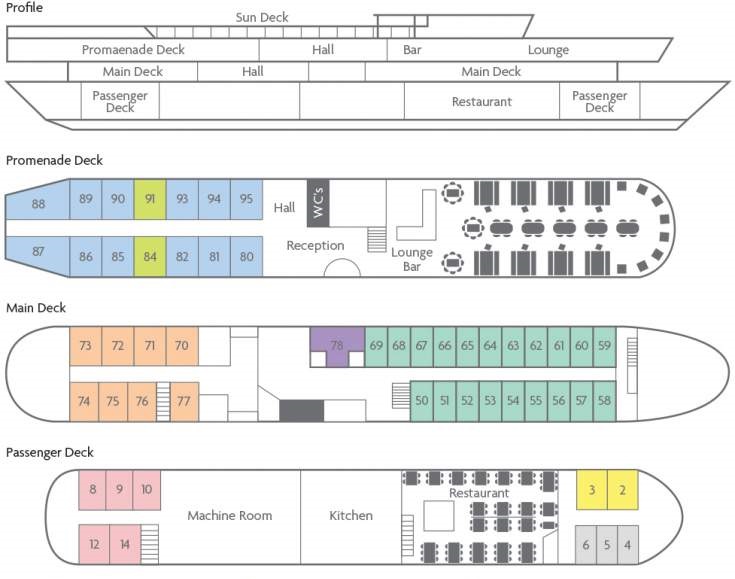 Profile
Sun Deck
Promaenade Deck Hall Bar Lounge
Main Deck Hall Main Deck
Passenger
Deck
Restaurant
Passenger
Deck
Promenade Deck
88 89 90 91 93 94 95
Hall
WC's
Reception
Lounge
Bar
87 86 85 84 82 81 80
Main Deck
73 72 71 70 78 69 68 67 66 65 64 63 62 61 60 59
74 75 76 77 50 51 52 53 54 55 56 57 58
Passenger Deck
8 9 10
Machine Room
Kitchen
Restaurant
3 2
12 14
6 5 4